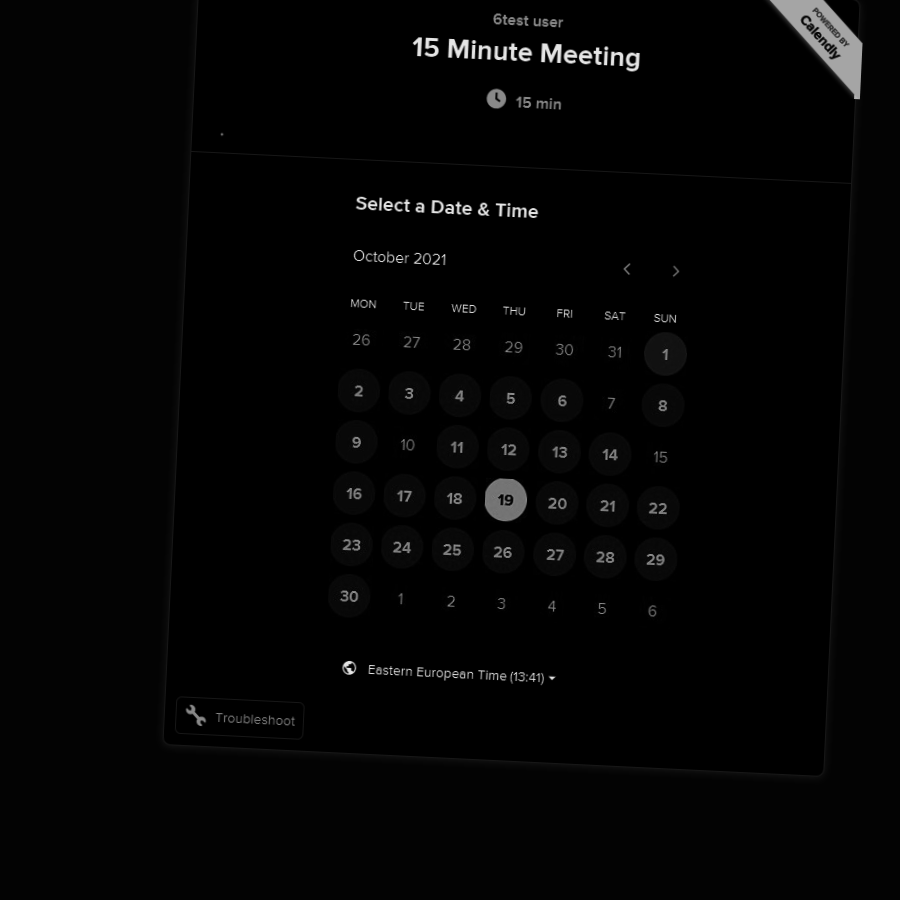 6test user
15 Minute Meeting
15 min
POWERED BY
Calendly
Select a Date & Time
October 2021
MON TUE WED THU FRI SAT SUN
26 27 28 29 30 31 1
2 3 4 5 6 7 8
9 10 11 12 13 14 15
16 17 18 19 20 21 22
23 24 25 26 27 28 29
30 1 2 3 4 5 6
Eastern European Time (13:41)
Troubleshoot